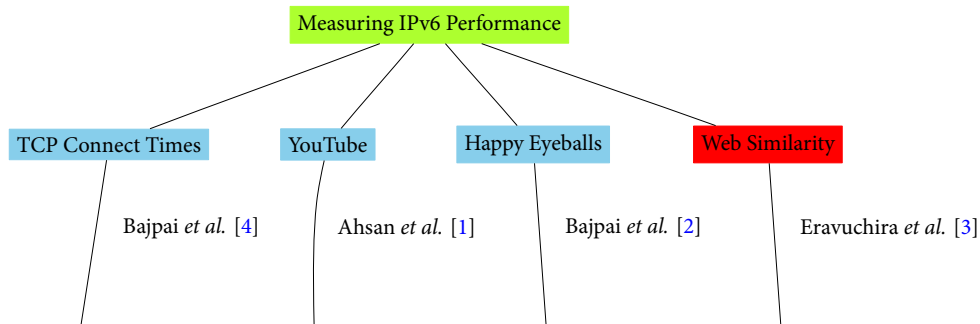 Measuring IPv6 Performance
TCP Connect Times
YouTube
Happy Eyeballs
Web Similarity
Bajpai et al. [4]
Ahsan et al. [1]
Bajpai et al. [2]
Eravuchira et al. [3]